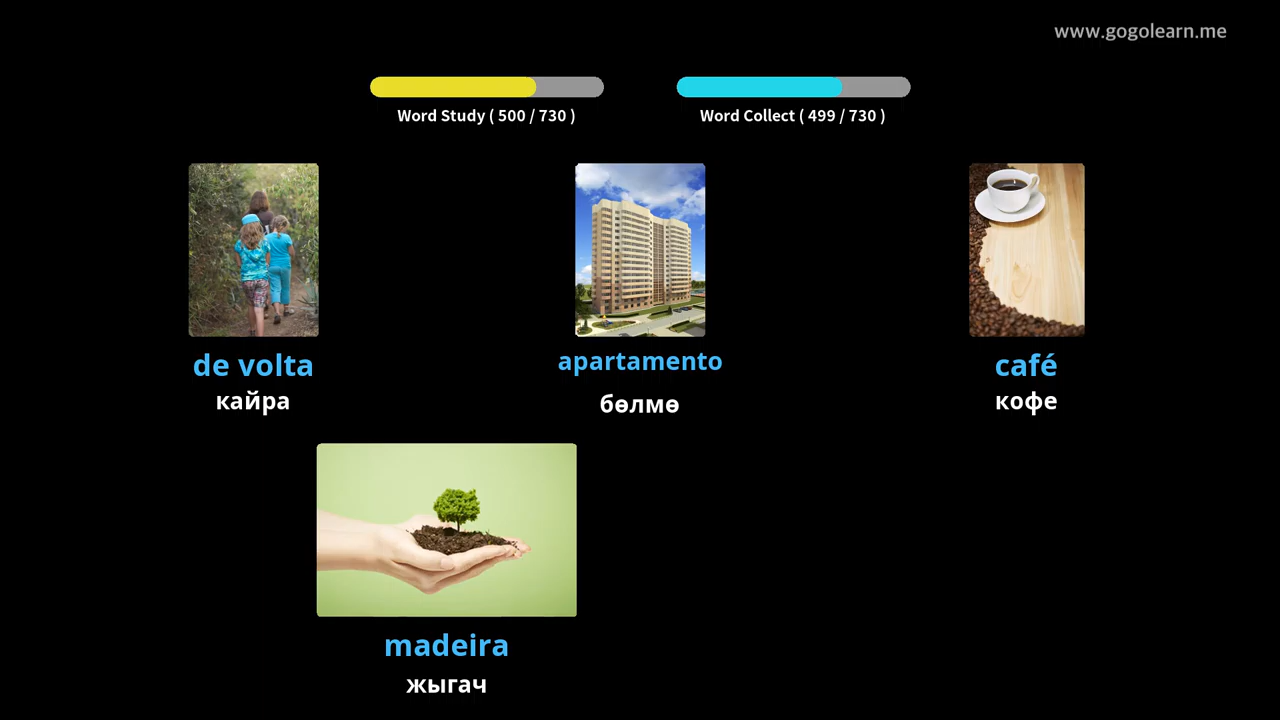 www.gogolearn.me
Word Study ( 500 / 730 )
Word Collect ( 499 / 730 )
de volta
кайра
apartamento
бөлмө
café
кофе
madeira
жыгач